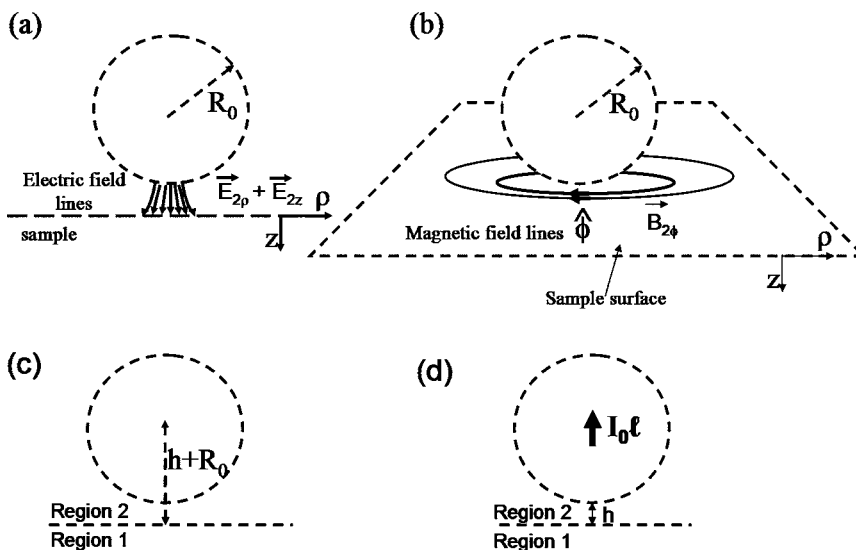 (a)
R₀
Electric field
lines
E₂ρ + E₂z
ρ
sample
z
(b)
R₀
Magnetic field lines
ϕ
B₂ϕ
ρ
z
Sample surface
(c)
h+R₀
Region 2
Region 1
(d)
I₀ℓ
Region 2
h
Region 1